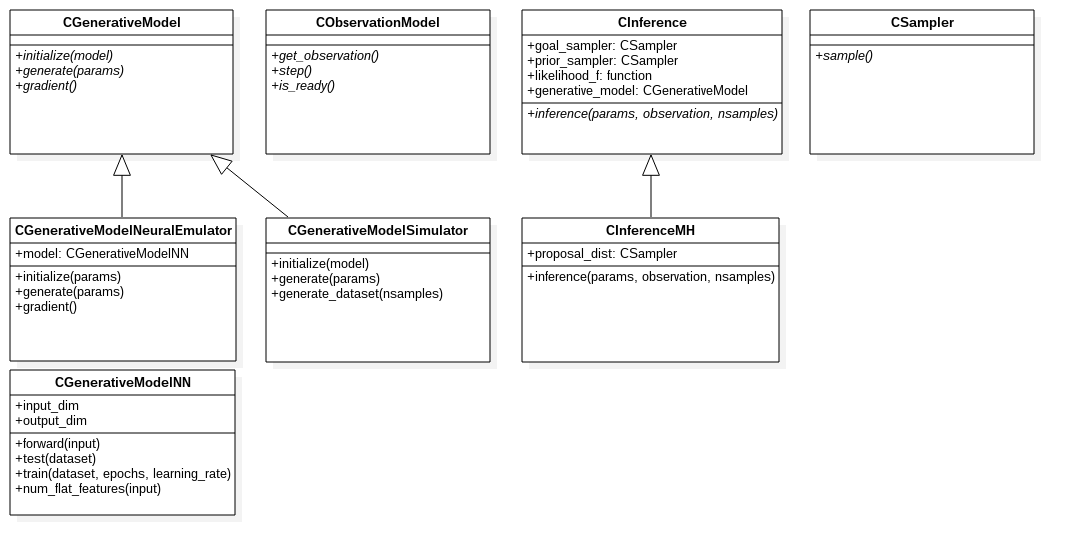 CGenerativeModel
+initialize(model)
+generate(params)
+gradient()
CObservationModel
+get_observation()
+step()
+is_ready()
CInference
+goal_sampler: CSampler
+prior_sampler: CSampler
+likelihood_f: function
+generative_model: CGenerativeModel
+inference(params, observation, nsamples)
CSampler
+sample()
CGenerativeModelNeuralEmulator
+model: CGenerativeModelNN
+initialize(params)
+generate(params)
+gradient()
CGenerativeModelSimulator
+initialize(model)
+generate(params)
+generate_dataset(nsamples)
CInferenceMH
+proposal_dist: CSampler
+inference(params, observation, nsamples)
CGenerativeModelNN
+input_dim
+output_dim
+forward(input)
+test(dataset)
+train(dataset, epochs, learning_rate)
+num_flat_features(input)